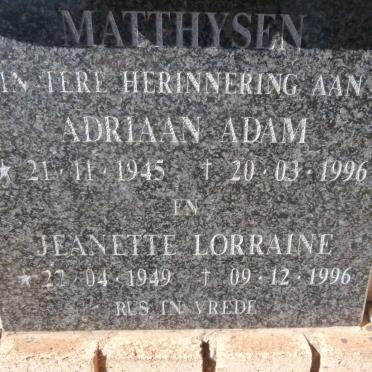 MATTHYSEN
IN TERE HERINNERING AAN
ADRIAAN ADAM
★ 21·11·1945 † 20·03·1996
EN
JEANETTE LORRAINE
★ 27·04·1949 † 09·12·1996
RUS IN VREDE